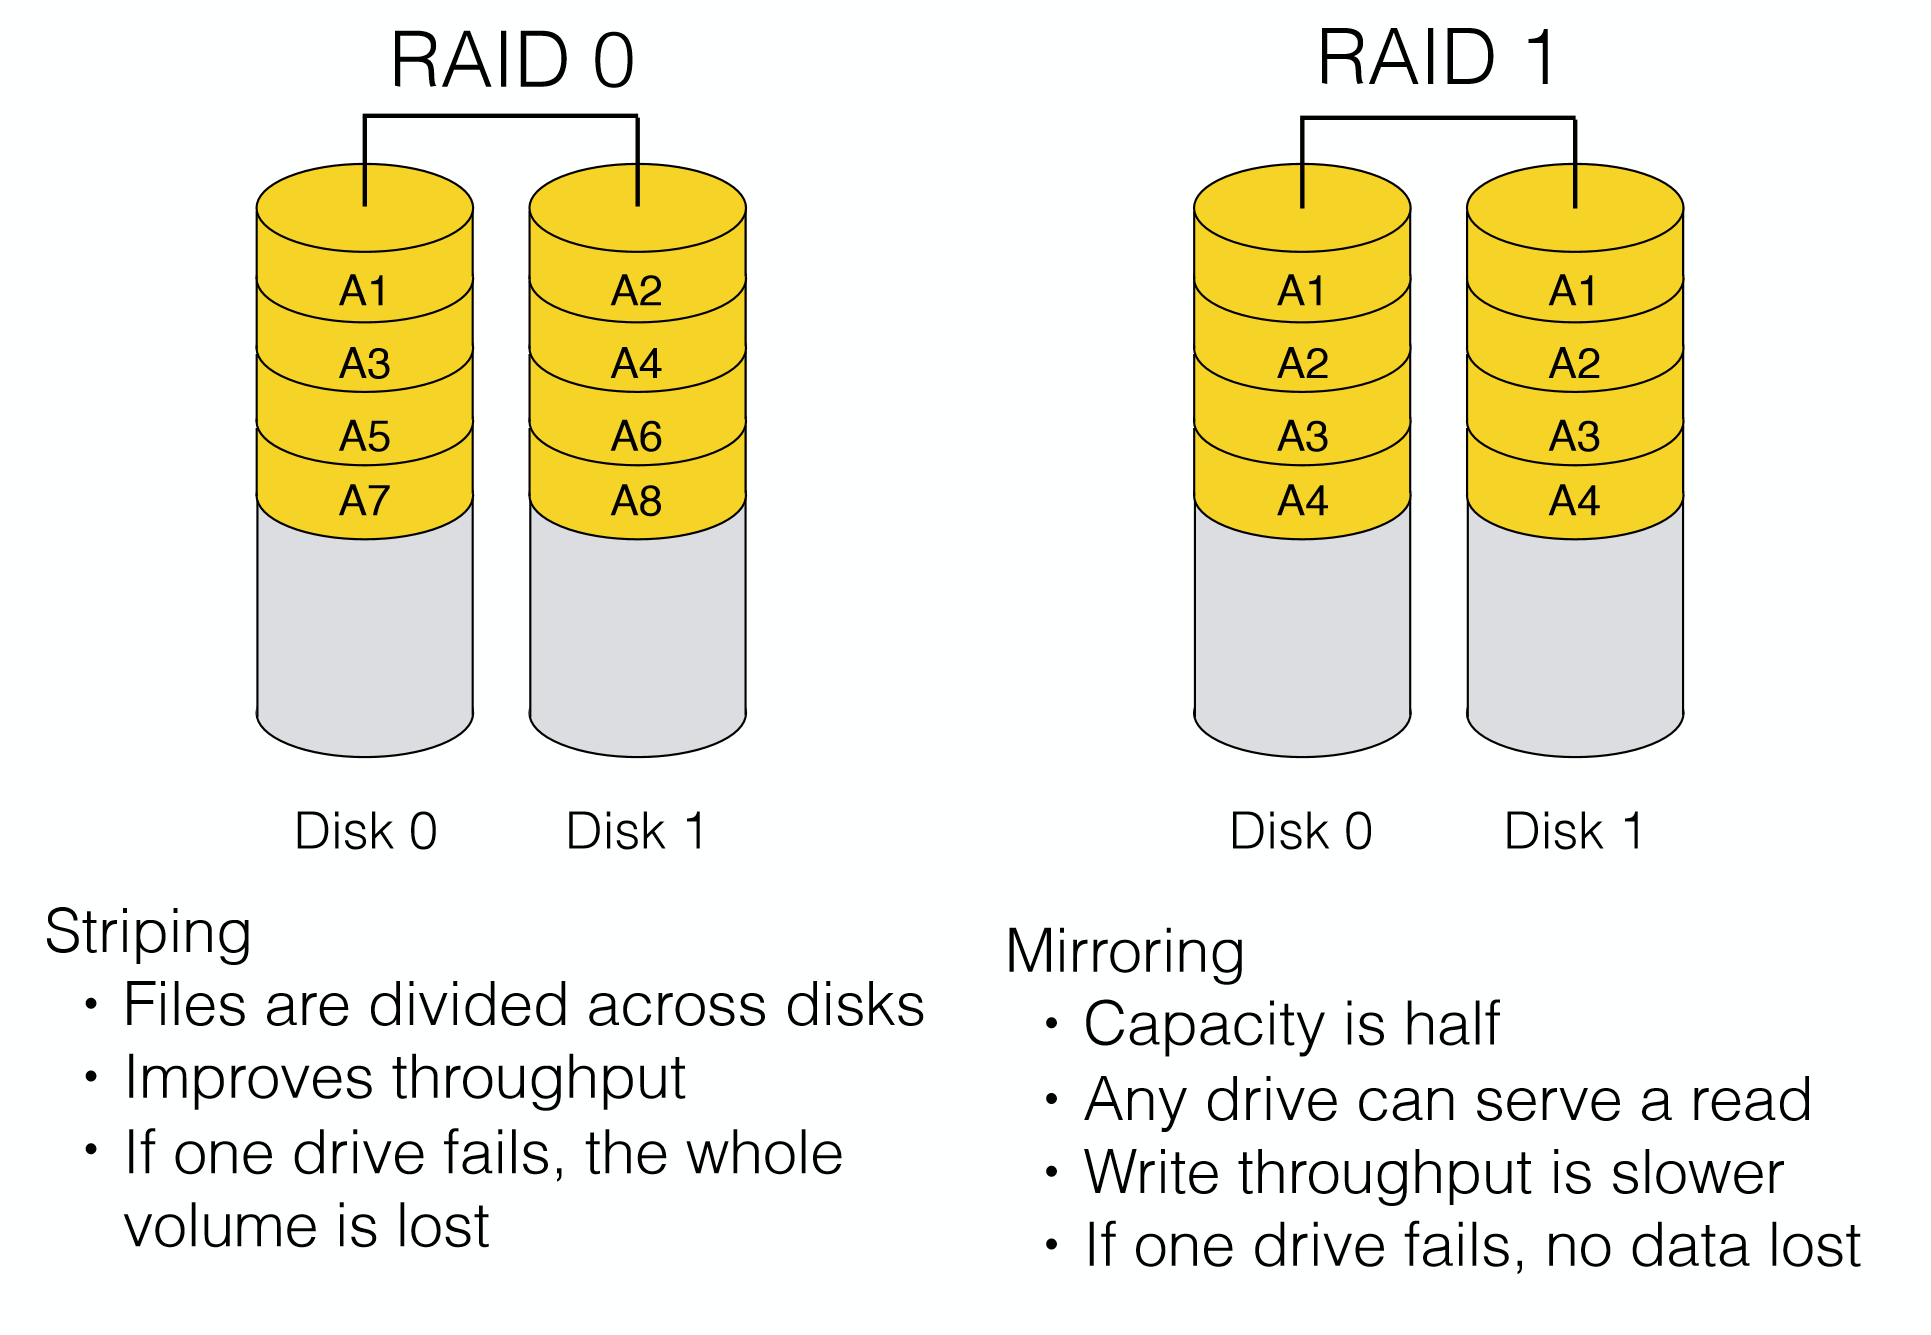 RAID 0
A1
A3
A5
A7
A2
A4
A6
A8
Disk 0
Disk 1
Striping
• Files are divided across disks
• Improves throughput
• If one drive fails, the whole
volume is lost
RAID 1
A1
A2
A3
A4
A1
A2
A3
A4
Disk 0
Disk 1
Mirroring
• Capacity is half
• Any drive can serve a read
• Write throughput is slower
• If one drive fails, no data lost